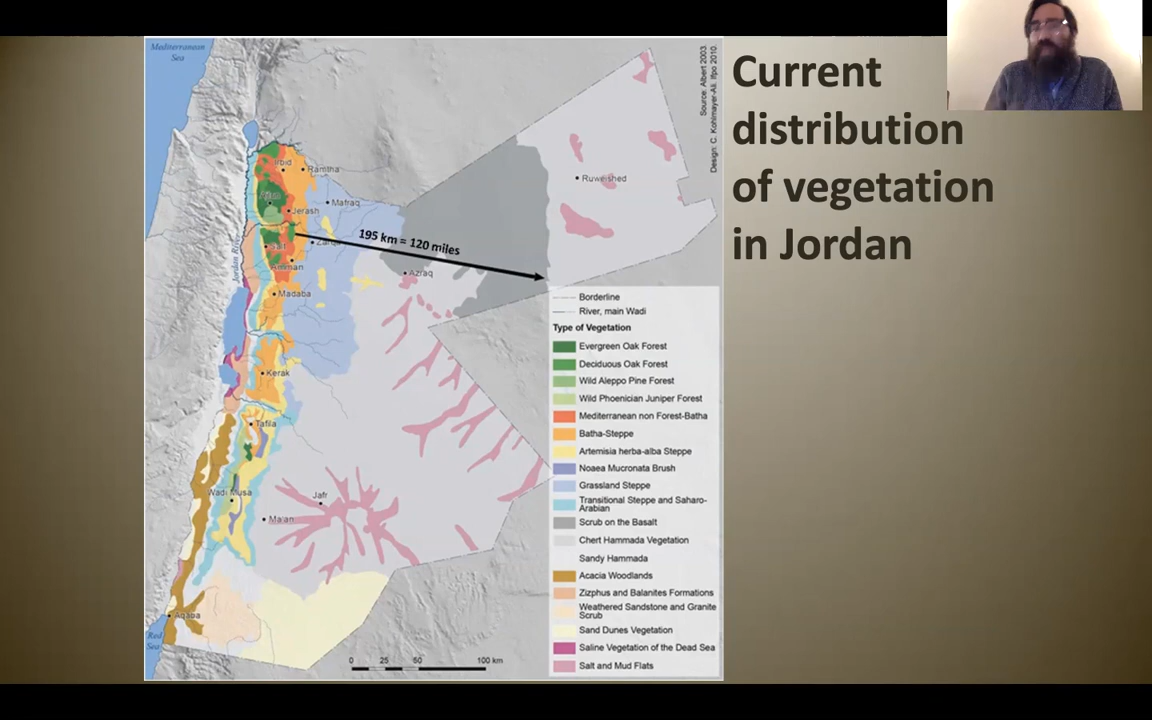 Mediterranean
Sea
Source: Albert 2003.
Design: C. Kohlmayer-Ali. Ifpo 2010.
Current
distribution
of vegetation
in Jordan
Irbid
Ramtha
Ajlun
Jerash
Mafraq
Ruweished
Jordan River
Salt
Zarqa
195 km = 120 miles
Amman
Azraq
Madaba
Kerak
Tafila
Wadi Musa
Jafr
Ma'an
Aqaba
Red
Sea
0 25 50 100 km
Borderline
River, main Wadi
Type of Vegetation
Evergreen Oak Forest
Deciduous Oak Forest
Wild Aleppo Pine Forest
Wild Phoenician Juniper Forest
Mediterranean non Forest-Batha
Batha-Steppe
Artemisia herba-alba Steppe
Noaea Mucronata Brush
Grassland Steppe
Transitional Steppe and Saharo-
Arabian
Scrub on the Basalt
Chert Hammada Vegetation
Sandy Hammada
Acacia Woodlands
Zizphus and Balanites Formations
Weathered Sandstone and Granite
Scrub
Sand Dunes Vegetation
Saline Vegetation of the Dead Sea
Salt and Mud Flats